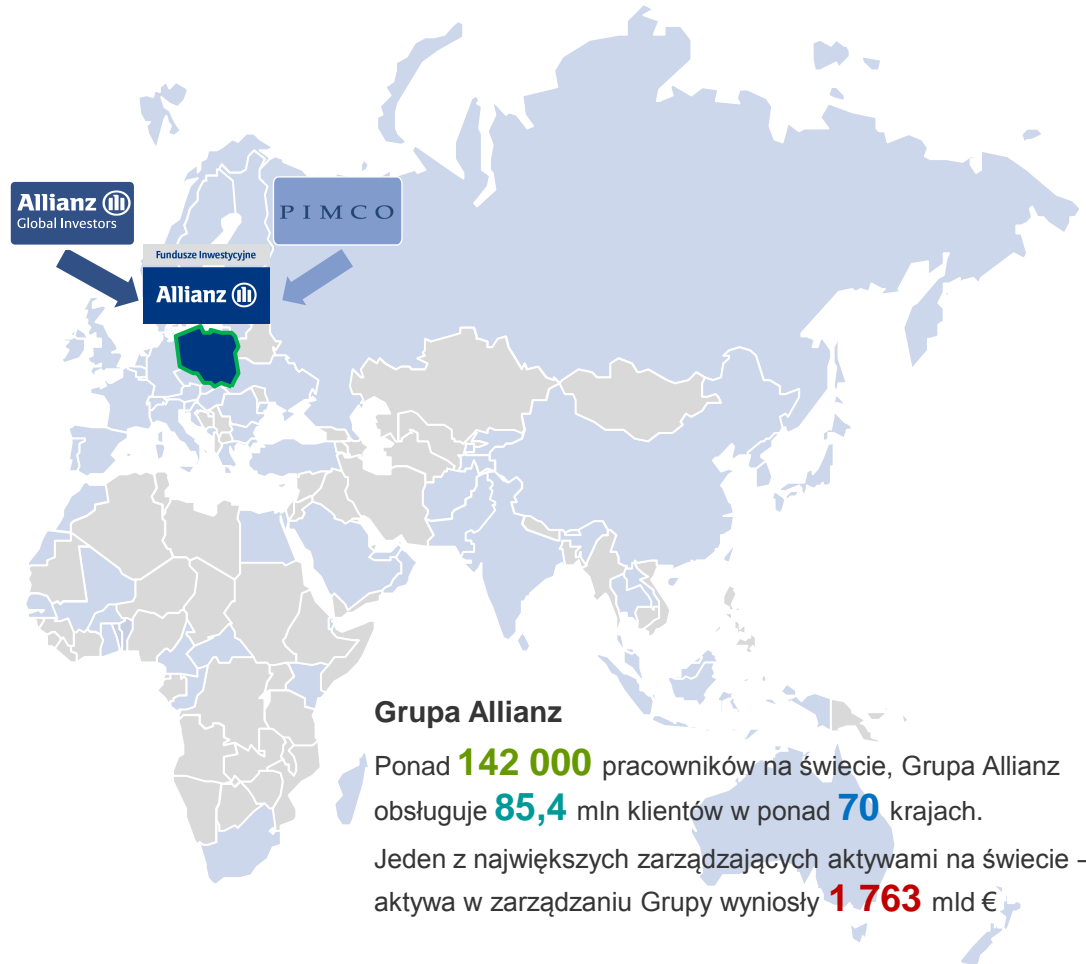 Allianz
Global Investors
PIMCO
Fundusze Inwestycyjne
Allianz
Grupa Allianz
Ponad 142 000 pracowników na świecie, Grupa Allianz
obsługuje 85,4 mln klientów w ponad 70 krajach.
Jeden z największych zarządzających aktywami na świecie –
aktywa w zarządzaniu Grupy wyniosły 1 763 mld €